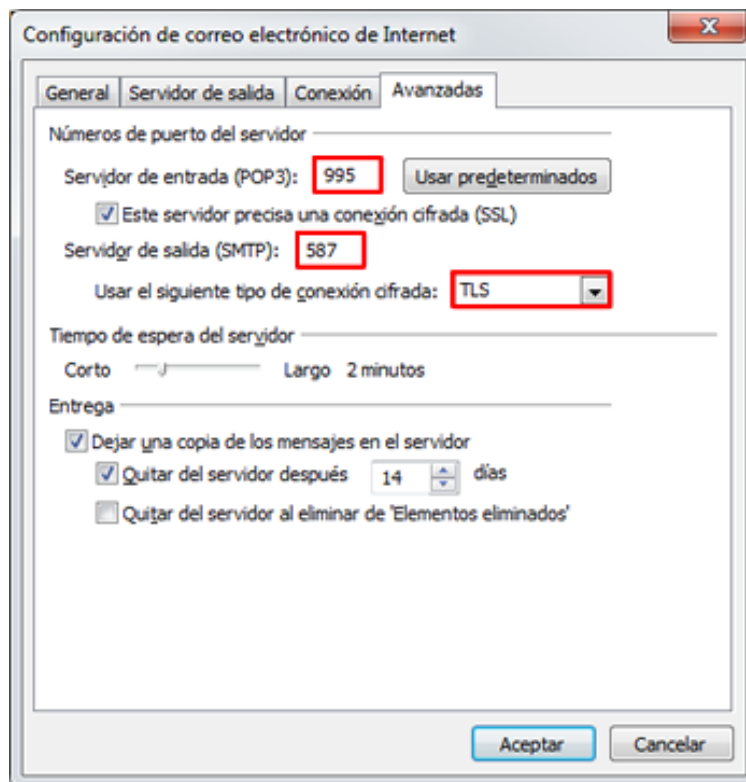 Configuración de correo electrónico de Internet
General Servidor de salida Conexión Avanzadas
Números de puerto del servidor
Servidor de entrada (POP3): 995 Usar predeterminados
Este servidor precisa una conexión cifrada (SSL)
Servidor de salida (SMTP): 587
Usar el siguiente tipo de conexión cifrada: TLS
Tiempo de espera del servidor
Corto Largo 2 minutos
Entrega
Dejar una copia de los mensajes en el servidor
Quitar del servidor después 14 días
Quitar del servidor al eliminar de 'Elementos eliminados'
Aceptar Cancelar